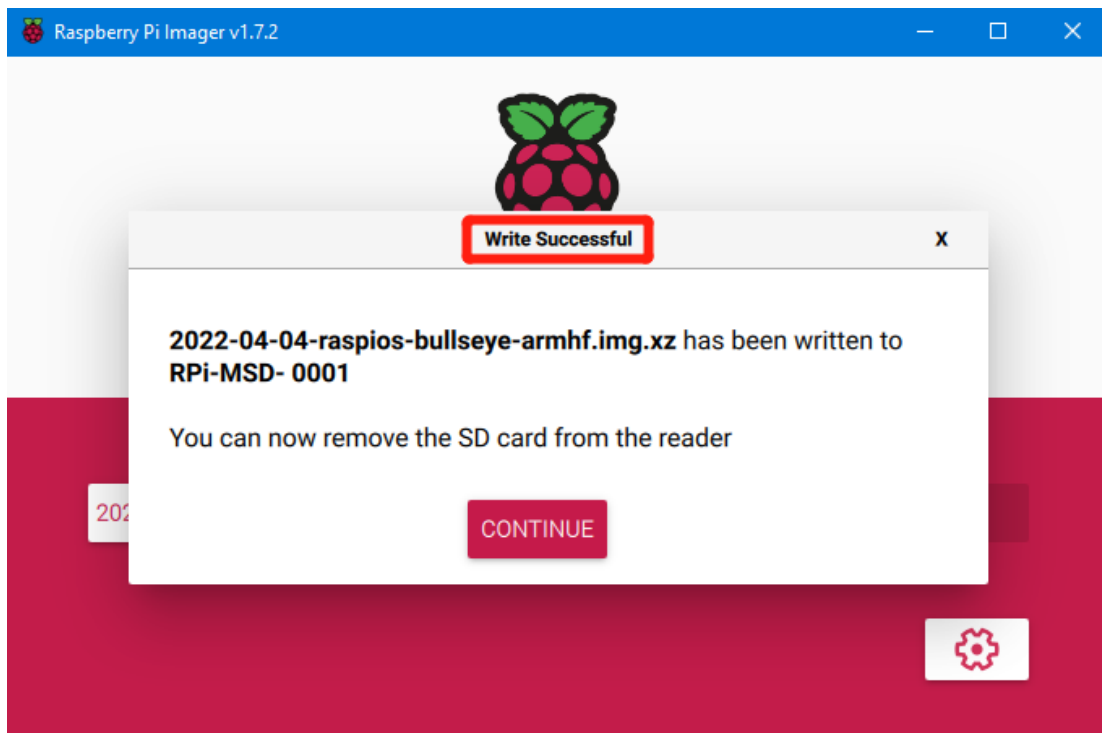 Raspberry Pi Imager v1.7.2
Write Successful
X
2022-04-04-raspios-bullseye-armhf.img.xz has been written to
RPi-MSD- 0001
You can now remove the SD card from the reader
202
CONTINUE